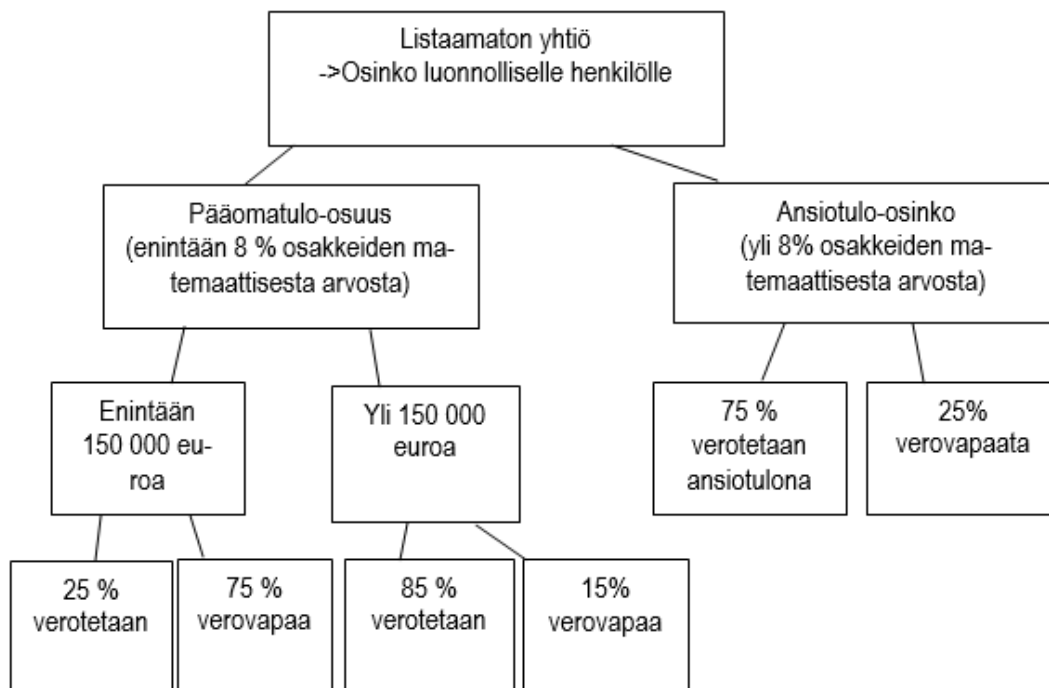 Listaamaton yhtiö
->Osinko luonnolliselle henkilölle
Pääomatulo-osuus
(enintään 8 % osakkeiden ma-
temaattisesta arvosta)
Ansiotulo-osinko
(yli 8% osakkeiden ma-
temaattisesta arvosta)
Enintään
150 000 eu-
roa
Yli 150 000
euroa
75 %
verotetaan
ansiotulona
25%
verovapaata
25 %
verotetaan
75 %
verovapaa
85 %
verotetaan
15%
verovapaa